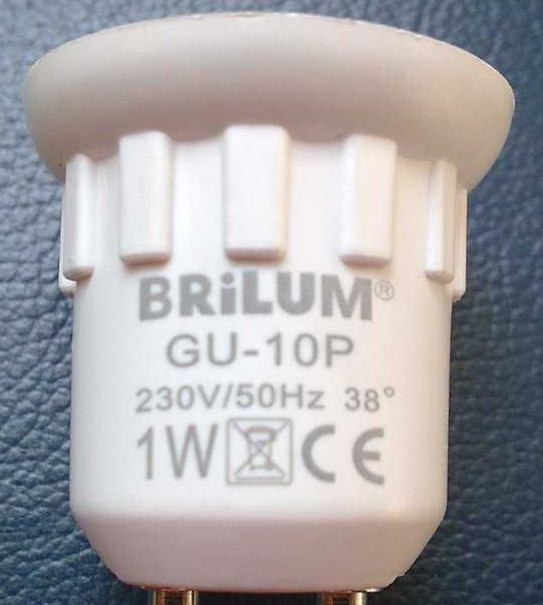 BRiLUM®
GU-10P
230V/50Hz 38°
1W CE